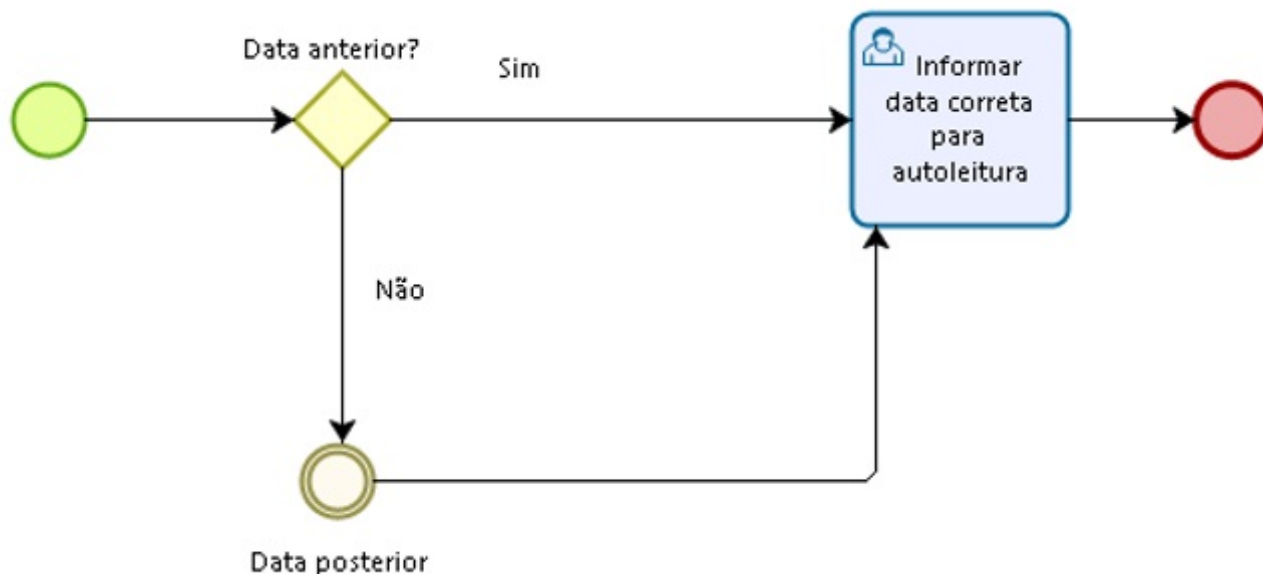 Data anterior?
Sim
Informar
data correta
para
autoleitura
Não
Data posterior